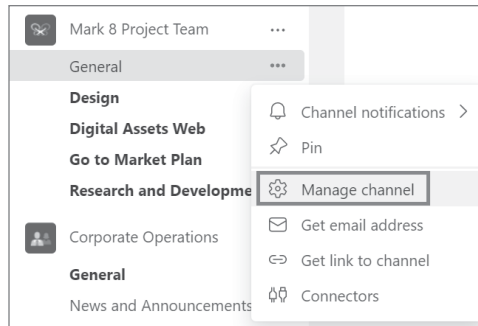 Mark 8 Project Team
General
Design
Digital Assets Web
Go to Market Plan
Research and Developme
Corporate Operations
General
News and Announcements
Channel notifications
Pin
Manage channel
Get email address
Get link to channel
Connectors